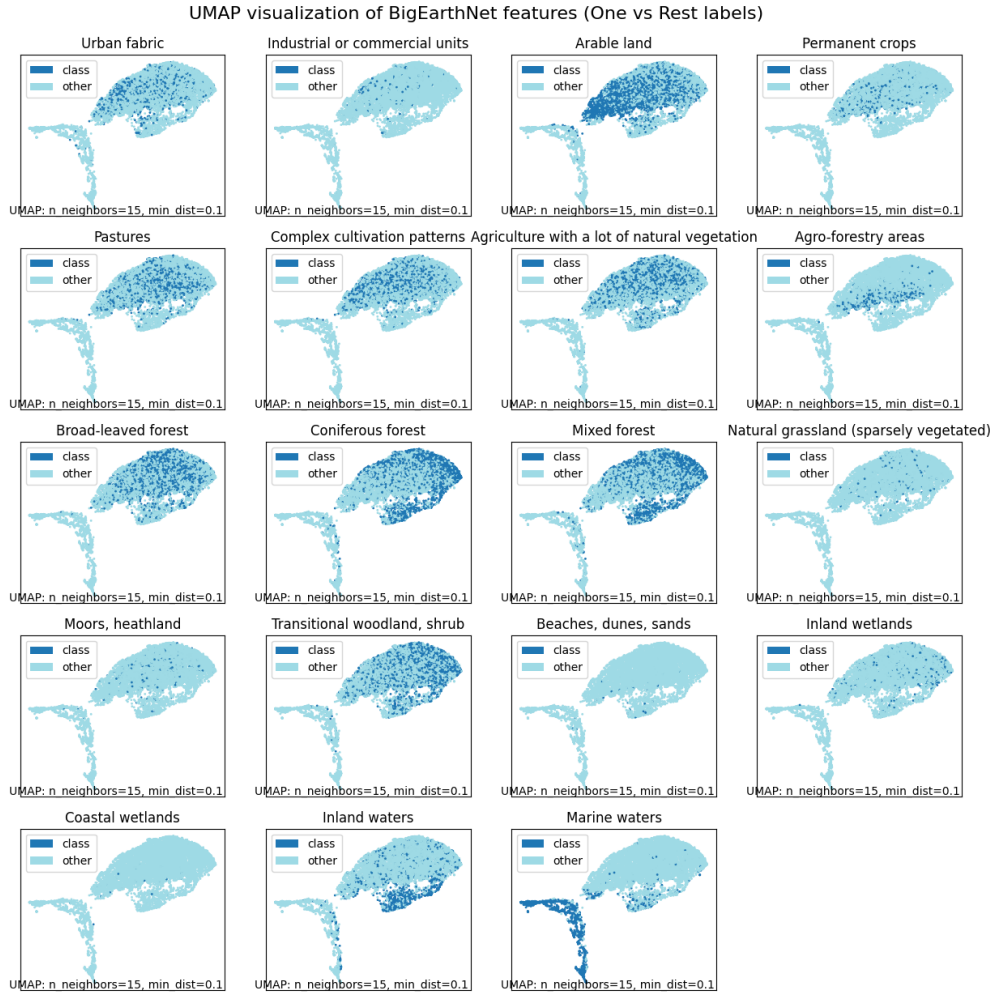 UMAP visualization of BigEarthNet features (One vs Rest labels)
Urban fabric
class
other
UMAP: n_neighbors=15, min_dist=0.1
Industrial or commercial units
class
other
UMAP: n_neighbors=15, min_dist=0.1
Arable land
class
other
UMAP: n_neighbors=15, min_dist=0.1
Permanent crops
class
other
UMAP: n_neighbors=15, min_dist=0.1
Pastures
class
other
UMAP: n_neighbors=15, min_dist=0.1
Complex cultivation patterns
class
other
UMAP: n_neighbors=15, min_dist=0.1
Agriculture with a lot of natural vegetation
class
other
UMAP: n_neighbors=15, min_dist=0.1
Agro-forestry areas
class
other
UMAP: n_neighbors=15, min_dist=0.1
Broad-leaved forest
class
other
UMAP: n_neighbors=15, min_dist=0.1
Coniferous forest
class
other
UMAP: n_neighbors=15, min_dist=0.1
Mixed forest
class
other
UMAP: n_neighbors=15, min_dist=0.1
Natural grassland (sparsely vegetated)
class
other
UMAP: n_neighbors=15, min_dist=0.1
Moors, heathland
class
other
UMAP: n_neighbors=15, min_dist=0.1
Transitional woodland, shrub
class
other
UMAP: n_neighbors=15, min_dist=0.1
Beaches, dunes, sands
class
other
UMAP: n_neighbors=15, min_dist=0.1
Inland wetlands
class
other
UMAP: n_neighbors=15, min_dist=0.1
Coastal wetlands
class
other
UMAP: n_neighbors=15, min_dist=0.1
Inland waters
class
other
UMAP: n_neighbors=15, min_dist=0.1
Marine waters
class
other
UMAP: n_neighbors=15, min_dist=0.1